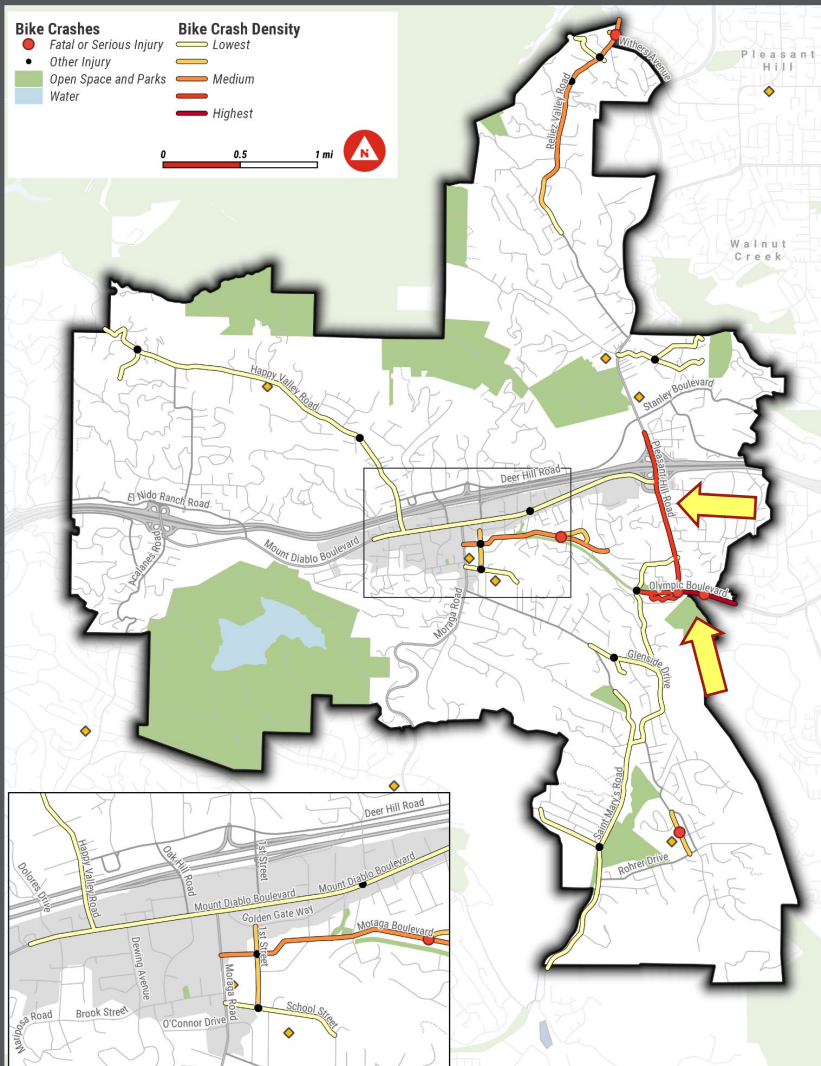 Bike Crashes
Fatal or Serious Injury
Other Injury
Open Space and Parks
Water
Bike Crash Density
Lowest
Medium
Highest
0 0.5 1 mi
N
Withers Avenue
Pleasant
Hill
Reliez Valley Road
Walnut
Creek
Happy Valley Road
Stanley Boulevard
Pleasant Hill Road
Deer Hill Road
El Nido Ranch Road
Mount Diablo Boulevard
Acalanes Road
Olympic Boulevard
Moraga Road
Glenside Drive
Saint Mary's Road
Rohrer Drive
Deer Hill Road
Happy Valley Road
Oak Hill Road
1st Street
Dolores Drive
Mount Diablo Boulevard
Mount Diablo Boulevard
Golden Gate Way
Moraga Boulevard
1st Street
Dewing Avenue
Moraga Road
School Street
Mariposa Road
Brook Street
O'Connor Drive